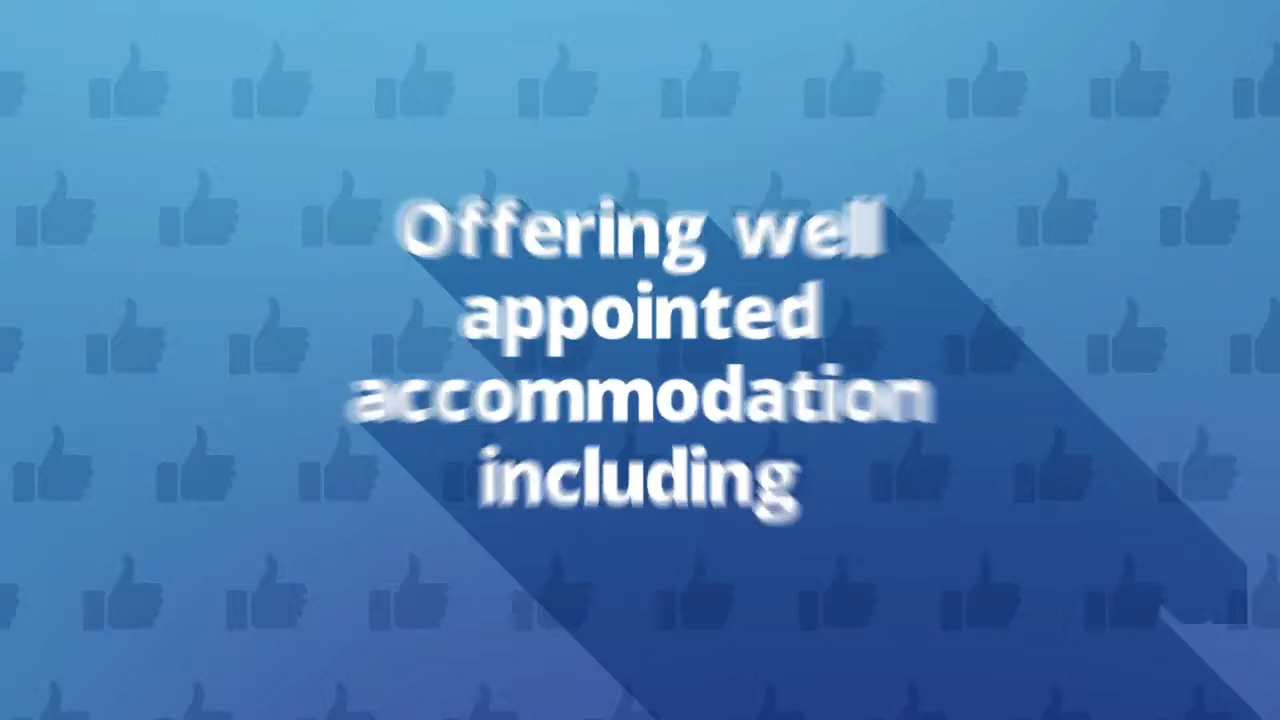 Offering well
appointed
accommodation
including